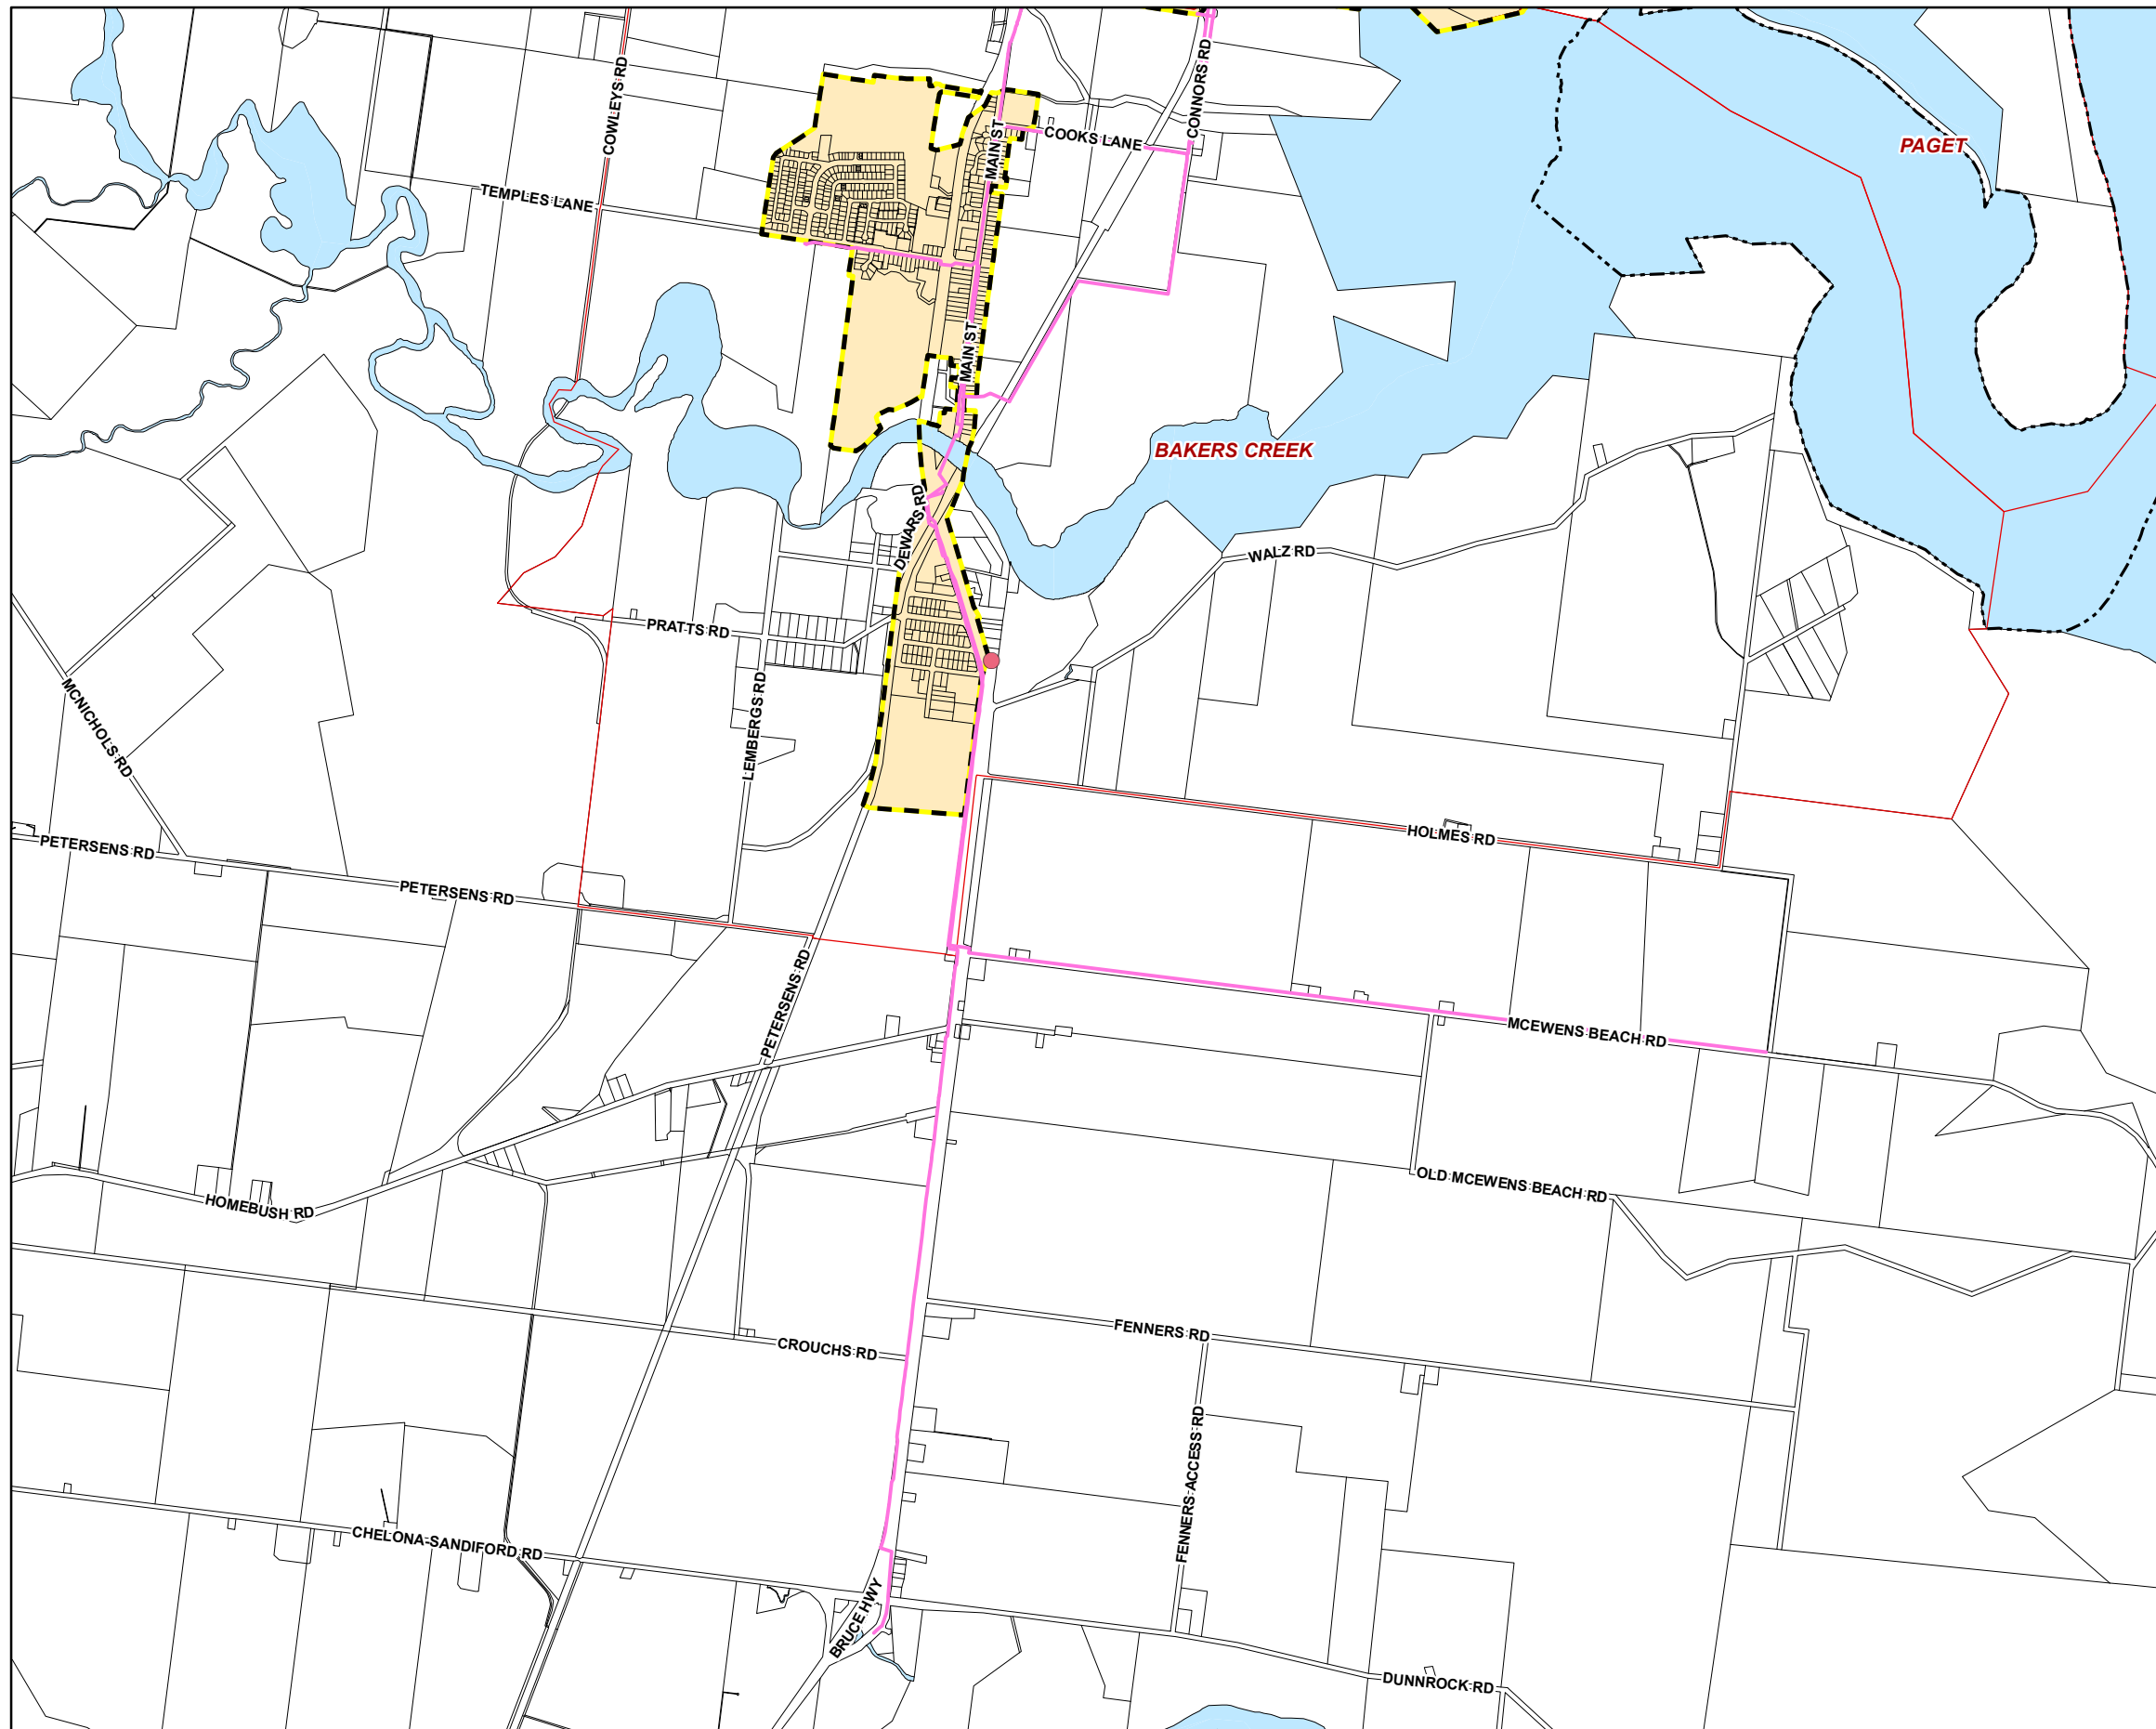 COWLEYS RD
CONNORS RD
MAIN ST
COOKS LANE
PAGET
TEMPLES LANE
MAIN ST
BAKERS CREEK
DEWARS RD
WALZ RD
PRATTS RD
LEMBERGS RD
MCNICHOLS RD
HOLMES RD
PETERSENS RD
PETERSENS RD
PETERSENS RD
MCEWENS BEACH RD
OLD MCEWENS BEACH RD
HOMEBUSH RD
FENNERS RD
CROUCHS RD
FENNERS ACCESS RD
CHELONA-SANDIFORD RD
BRUCE HWY
DUNNROCK RD